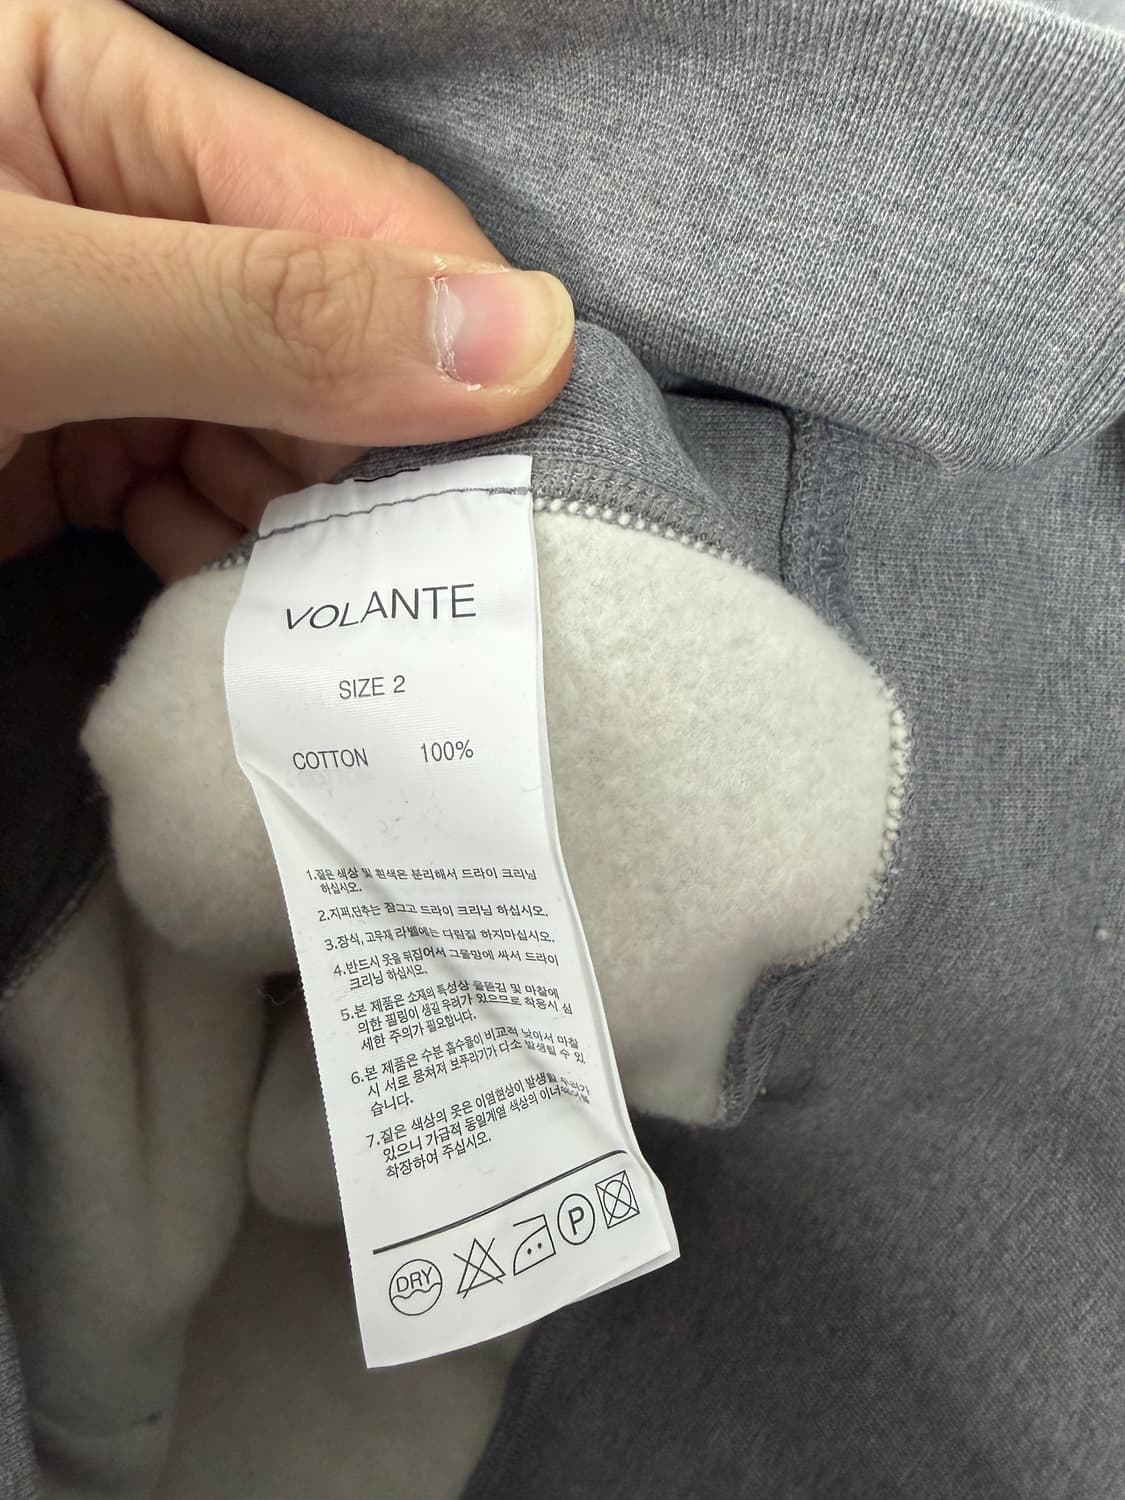 VOLANTE
SIZE 2
COTTON 100%
1.짙은 색상 및 흰색은 분리해서 드라이 크리닝
하십시오.
2.지퍼,단추는 잠그고 드라이 크리닝 하십시오.
3.장식, 고무재 라벨에는 다림질 하지마십시오.
4.반드시 옷을 뒤집어서 그물망에 싸서 드라이
크리닝 하십시오.
5.본 제품은 소재의 특성상 올뜯김 및 마찰에
의한 필링이 생길 우려가 있으므로 착용시 섬
세한 주의가 필요합니다.
6.본 제품은 수분 흡수율이 비교적 낮아서 마찰
시 서로 뭉쳐져 보푸라기가 다소 발생될 수 있
습니다.
7.짙은 색상의 옷은 이염현상이 발생될 우려가
있으니 가급적 동일계열 색상의 이너웨어를
착장하여 주십시오.
DRY
P